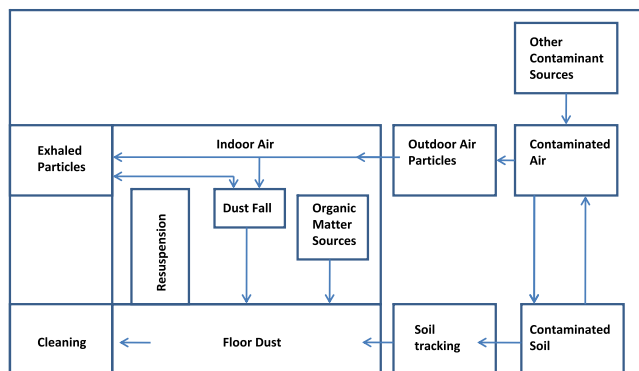 Other
Contaminant
Sources
Exhaled
Particles
Indoor Air
Outdoor Air
Particles
Contaminated
Air
Resuspension
Dust Fall
Organic
Matter
Sources
Cleaning
Floor Dust
Soil
tracking
Contaminated
Soil